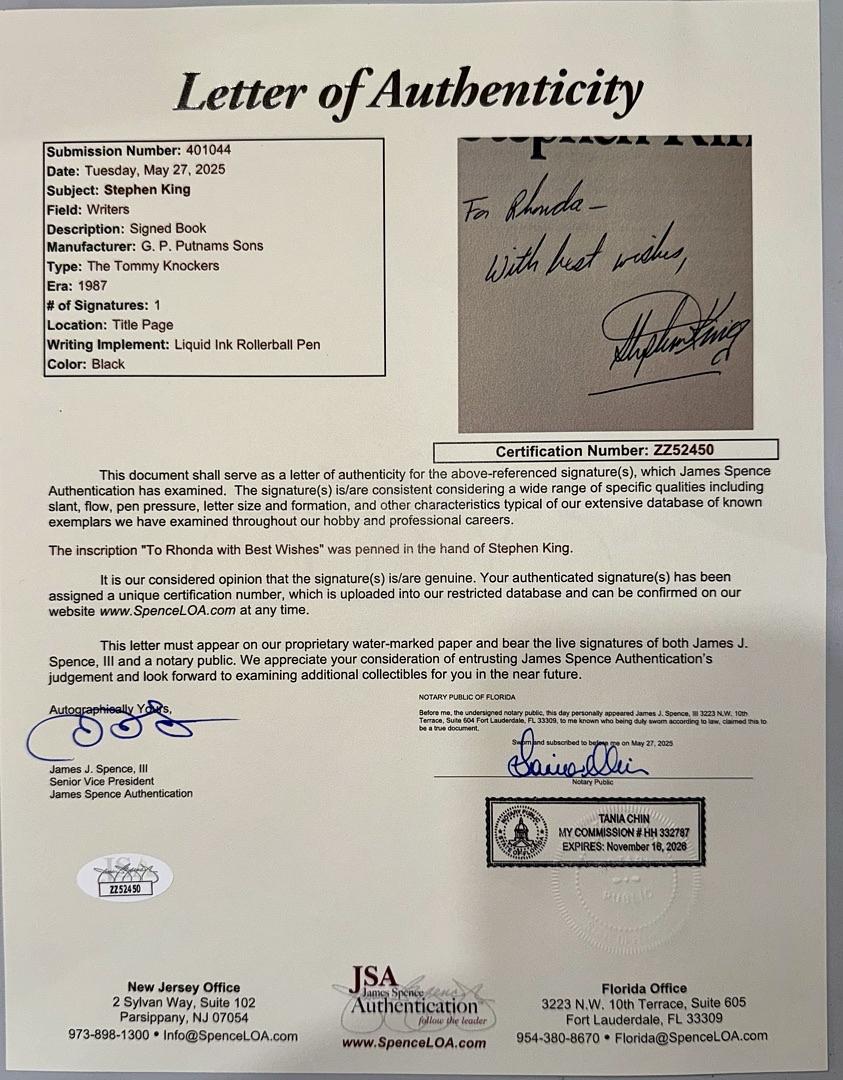 Letter of Authenticity
Submission Number: 401044
Date: Tuesday, May 27, 2025
Subject: Stephen King
Field: Writers
Description: Signed Book
Manufacturer: G. P. Putnams Sons
Type: The Tommy Knockers
Era: 1987
# of Signatures: 1
Location: Title Page
Writing Implement: Liquid Ink Rollerball Pen
Color: Black
Stephen King
For Rhonda –
With best wishes,
Stephen King
Certification Number: ZZ52450
This document shall serve as a letter of authenticity for the above-referenced signature(s), which James Spence
Authentication has examined. The signature(s) is/are consistent considering a wide range of specific qualities including
slant, flow, pen pressure, letter size and formation, and other characteristics typical of our extensive database of known
exemplars we have examined throughout our hobby and professional careers.
The inscription "To Rhonda with Best Wishes" was penned in the hand of Stephen King.
It is our considered opinion that the signature(s) is/are genuine. Your authenticated signature(s) has been
assigned a unique certification number, which is uploaded into our restricted database and can be confirmed on our
website www.SpenceLOA.com at any time.
This letter must appear on our proprietary water-marked paper and bear the live signatures of both James J.
Spence, III and a notary public. We appreciate your consideration of entrusting James Spence Authentication's
judgement and look forward to examining additional collectibles for you in the near future.
Autographically Yours,
James J. Spence, III
Senior Vice President
James Spence Authentication
NOTARY PUBLIC OF FLORIDA
Before me, the undersigned notary public, this day personally appeared James J. Spence, III 3223 N.W. 10th
Terrace, Suite 604 Fort Lauderdale, FL 33309, to me known who being duly sworn according to law, claimed this to
be a true document.
Sworn and subscribed to before me on May 27, 2025
Notary Public
NOTARY PUBLIC
STATE OF FLORIDA
TANIA CHIN
MY COMMISSION # HH 332787
EXPIRES: November 16, 2026
PUBLIC
JSA
ZZ52450
New Jersey Office
2 Sylvan Way, Suite 102
Parsippany, NJ 07054
973-898-1300 • Info@SpenceLOA.com
JSA
James Spence
Authentication
follow the leader
www.SpenceLOA.com
Florida Office
3223 N.W. 10th Terrace, Suite 605
Fort Lauderdale, FL 33309
954-380-8670 • Florida@SpenceLOA.com